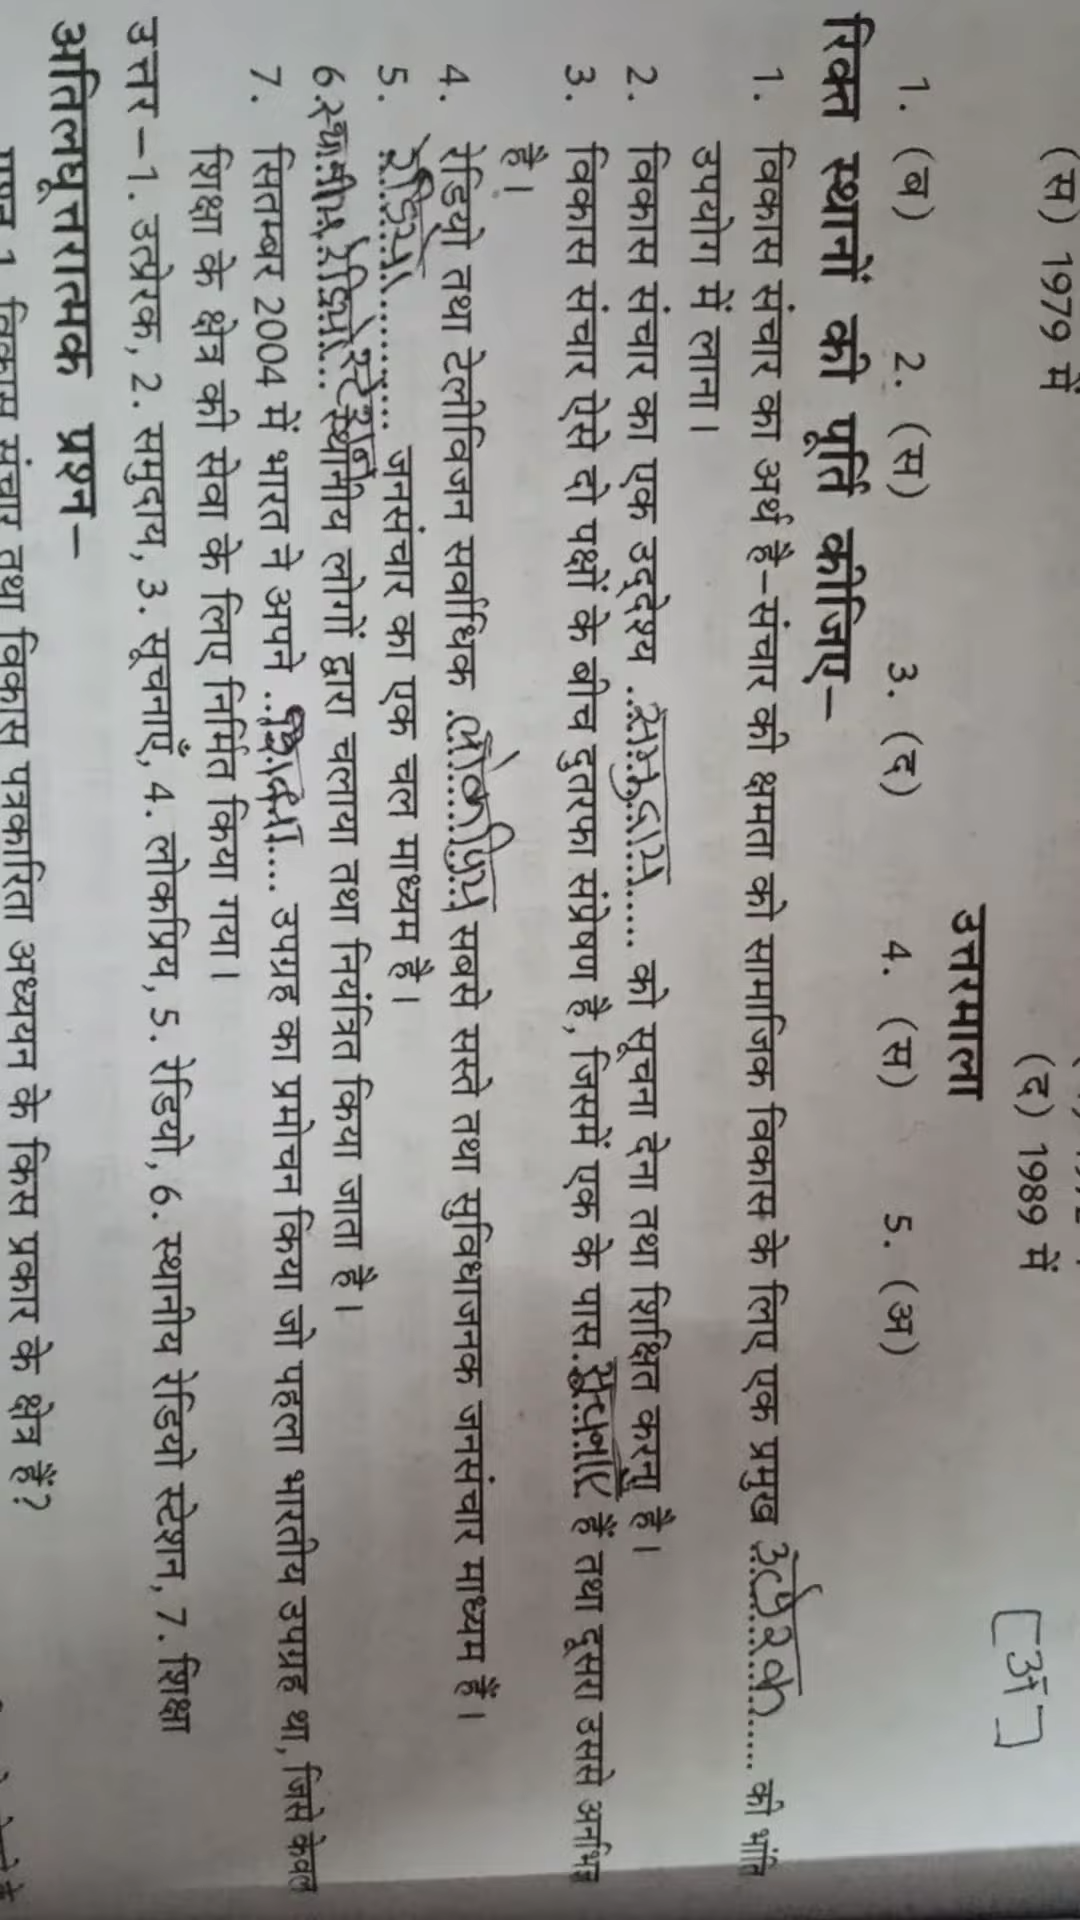 (स) 1979 में
(द) 1989 में
[अ]
उत्तरमाला
1. (ब) 2. (स) 3. (द) 4. (स) 5. (अ)
रिक्त स्थानों की पूर्ति कीजिए–
1. विकास संचार का अर्थ है–संचार की क्षमता को सामाजिक विकास के लिए एक प्रमुख उत्प्रेरक की भांति
उपयोग में लाना।
2. विकास संचार का एक उद्देश्य समुदाय को सूचना देना तथा शिक्षित करना है।
3. विकास संचार ऐसे दो पक्षों के बीच दुतरफा संप्रेषण है, जिसमें एक के पास सूचनाएं हैं तथा दूसरा उससे अनभिज्ञ
है।
4. रेडियो तथा टेलीविजन सर्वाधिक लोकप्रिय सबसे सस्ते तथा सुविधाजनक जनसंचार माध्यम हैं।
5. रेडियो जनसंचार का एक चल माध्यम है।
6. स्थानीय रेडियो स्टेशन स्थानीय लोगों द्वारा चलाया तथा नियंत्रित किया जाता है।
7. सितम्बर 2004 में भारत ने अपने शिक्षा उपग्रह का प्रमोचन किया जो पहला भारतीय उपग्रह था, जिसे केवल
शिक्षा के क्षेत्र की सेवा के लिए निर्मित किया गया।
उत्तर–1. उत्प्रेरक, 2. समुदाय, 3. सूचनाएँ, 4. लोकप्रिय, 5. रेडियो, 6. स्थानीय रेडियो स्टेशन, 7. शिक्षा
अतिलघूत्तरात्मक प्रश्न–
प्रश्न 1. विकास संचार तथा विकास पत्रकारिता अध्ययन के किस प्रकार के क्षेत्र हैं?